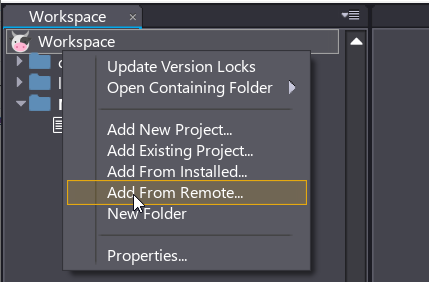 Workspace
Workspace
Update Version Locks
Open Containing Folder
Add New Project...
Add Existing Project...
Add From Installed...
Add From Remote...
New Folder
Properties...